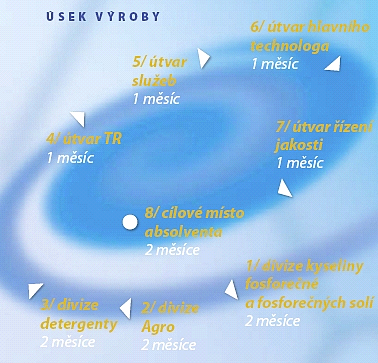 ÚSEK VÝROBY
6/ útvar hlavního
technologa
1 měsíc
5/ útvar
služeb
1 měsíc
4/ útvar TR
1 měsíc
7/ útvar řízení
jakosti
1 měsíc
8/ cílové místo
absolventa
2 měsíce
1/ divize kyseliny
fosforečné
a fosforečných solí
2 měsíce
3/ divize
detergenty
2 měsíce
2/ divize
Agro
2 měsíce